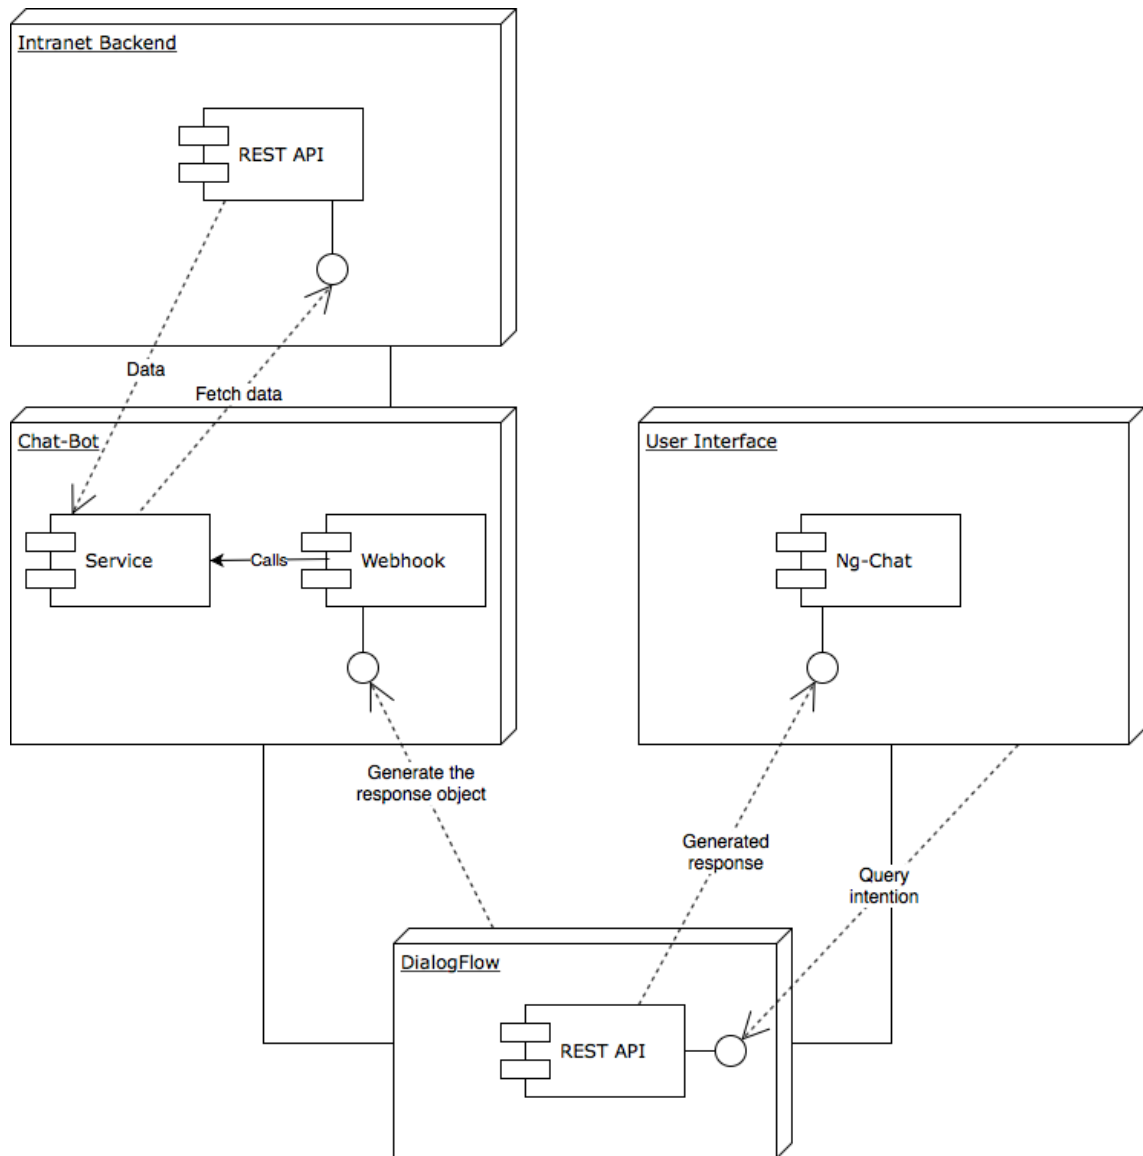 Intranet Backend
REST API
Data
Fetch data
Chat-Bot
Service
Calls
Webhook
User Interface
Ng-Chat
Generate the
response object
Generated
response
Query
intention
DialogFlow
REST API